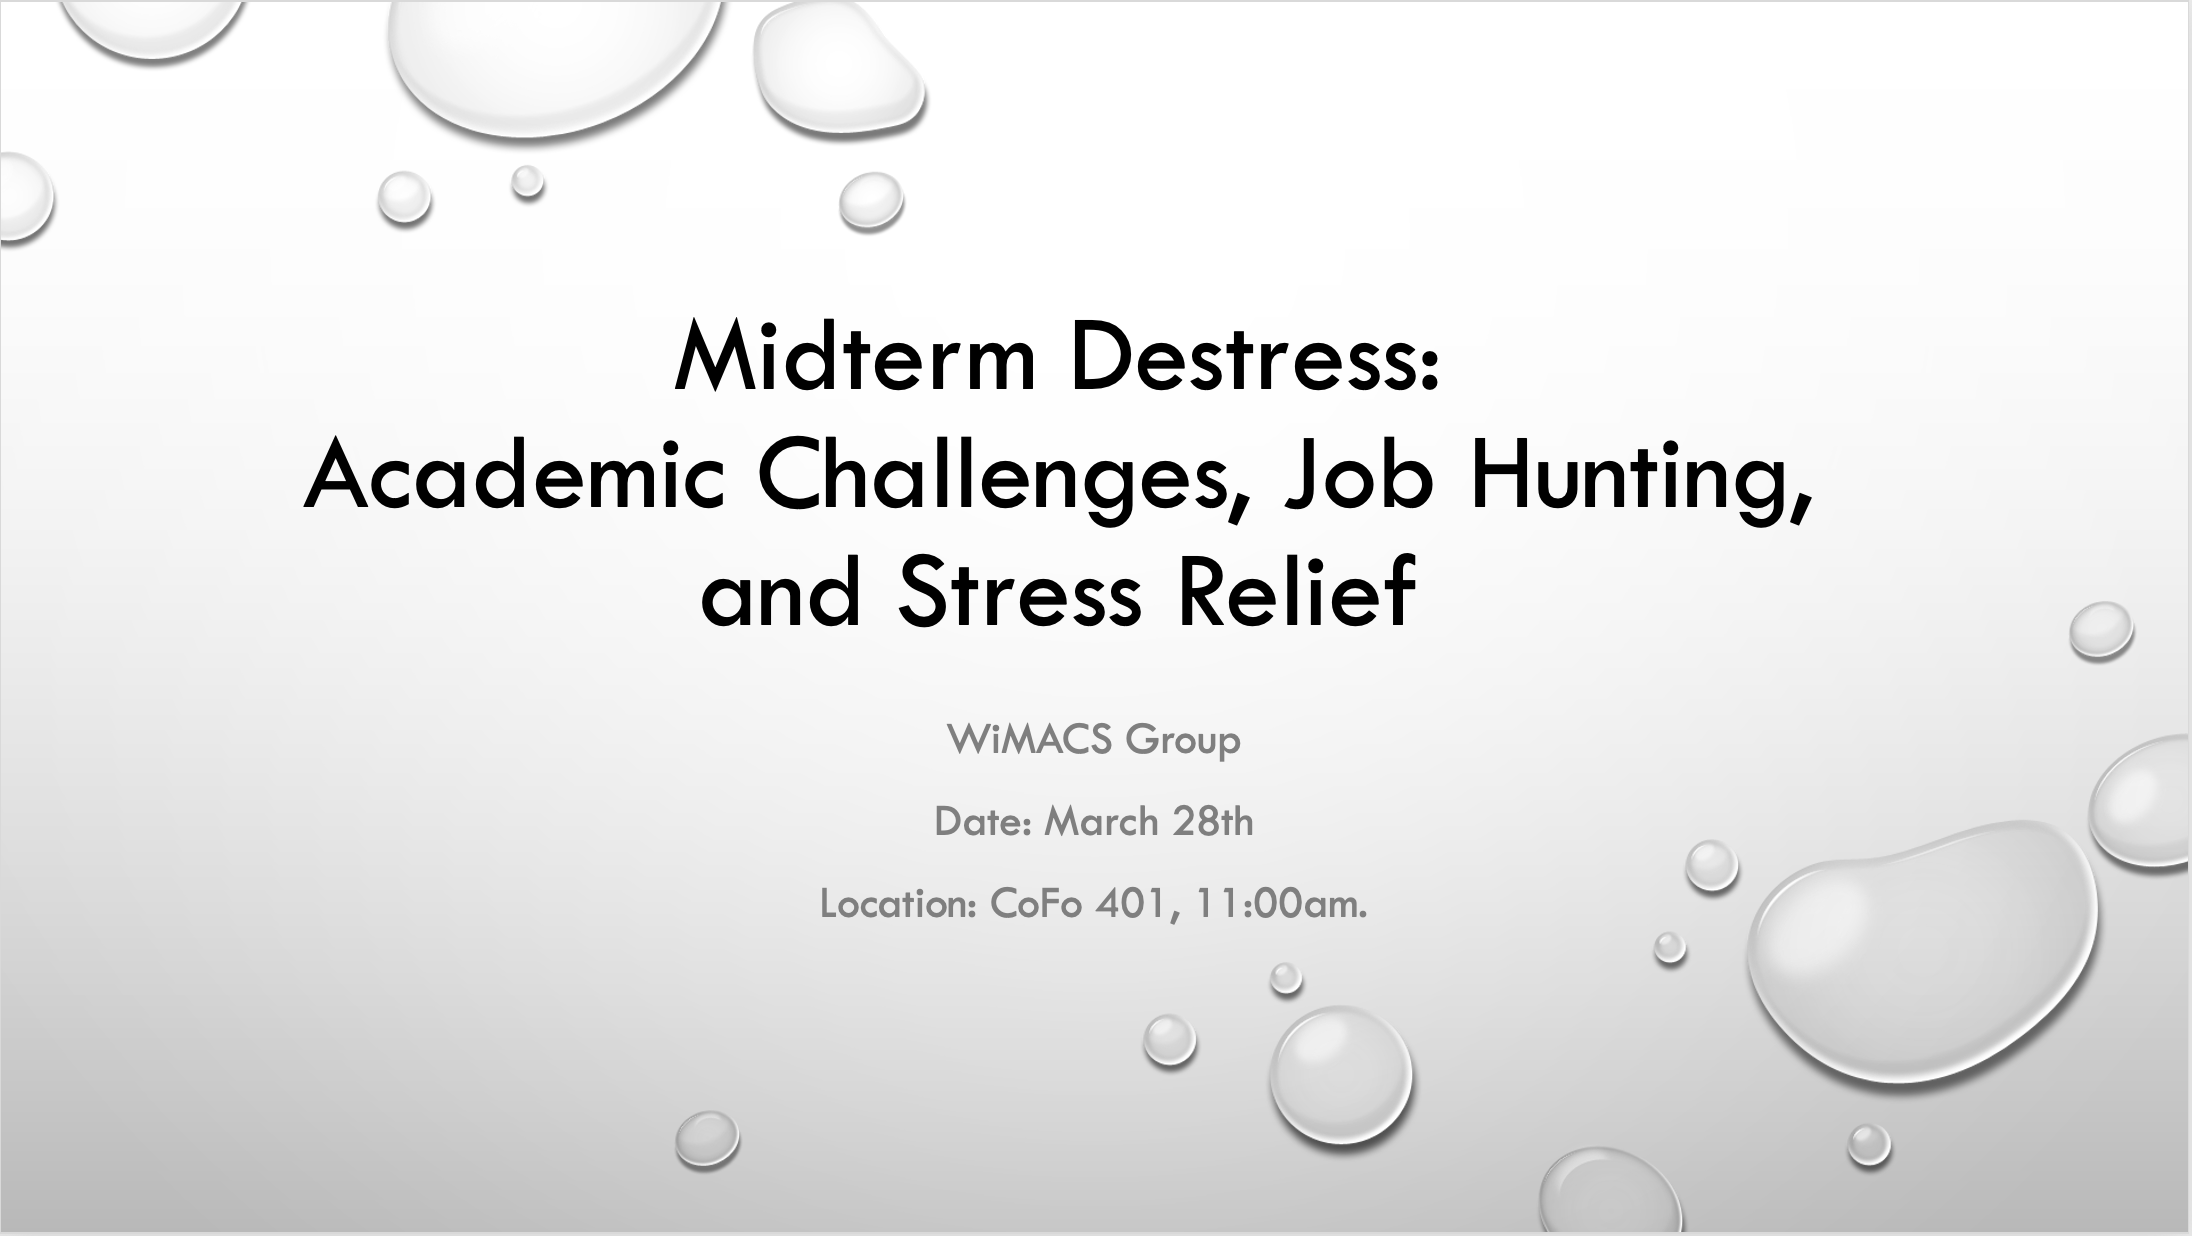 Midterm Destress:
Academic Challenges, Job Hunting,
and Stress Relief
WiMACS Group
Date: March 28th
Location: CoFo 401, 11:00am.